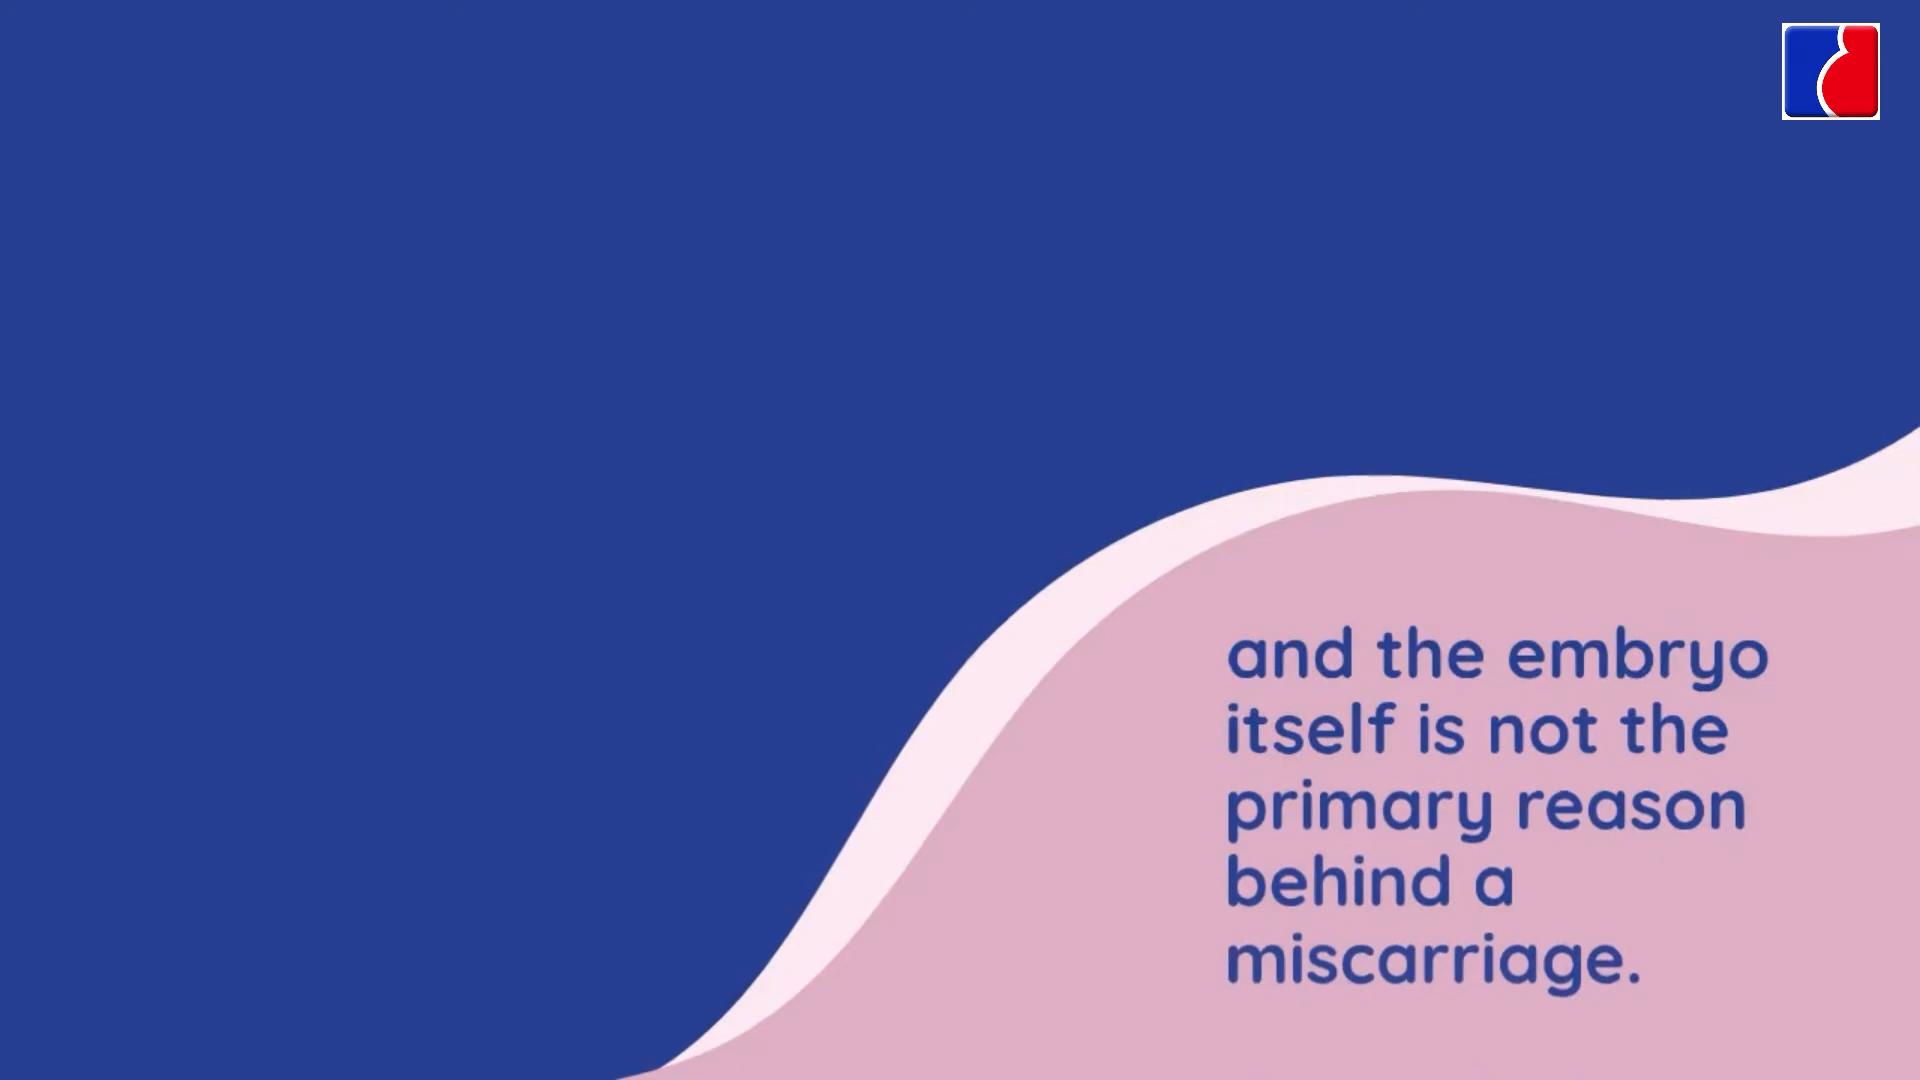 and the embryo
itself is not the
primary reason
behind a
miscarriage.